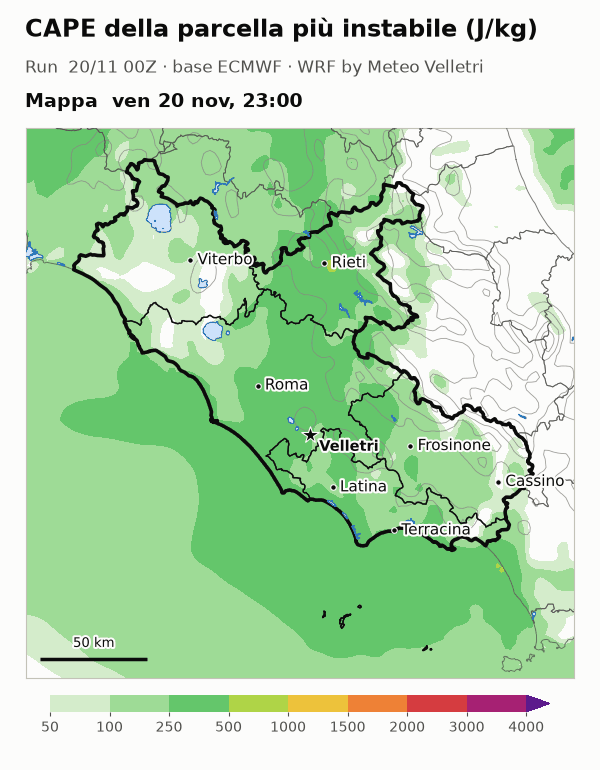 CAPE della parcella più instabile (J/kg)
Run  20/11 00Z · base ECMWF · WRF by Meteo Velletri
Mappa  ven 20 nov, 23:00
Viterbo
Rieti
Roma
Velletri
Frosinone
Latina
Cassino
Terracina
50 km
50 100 250 500 1000 1500 2000 3000 4000